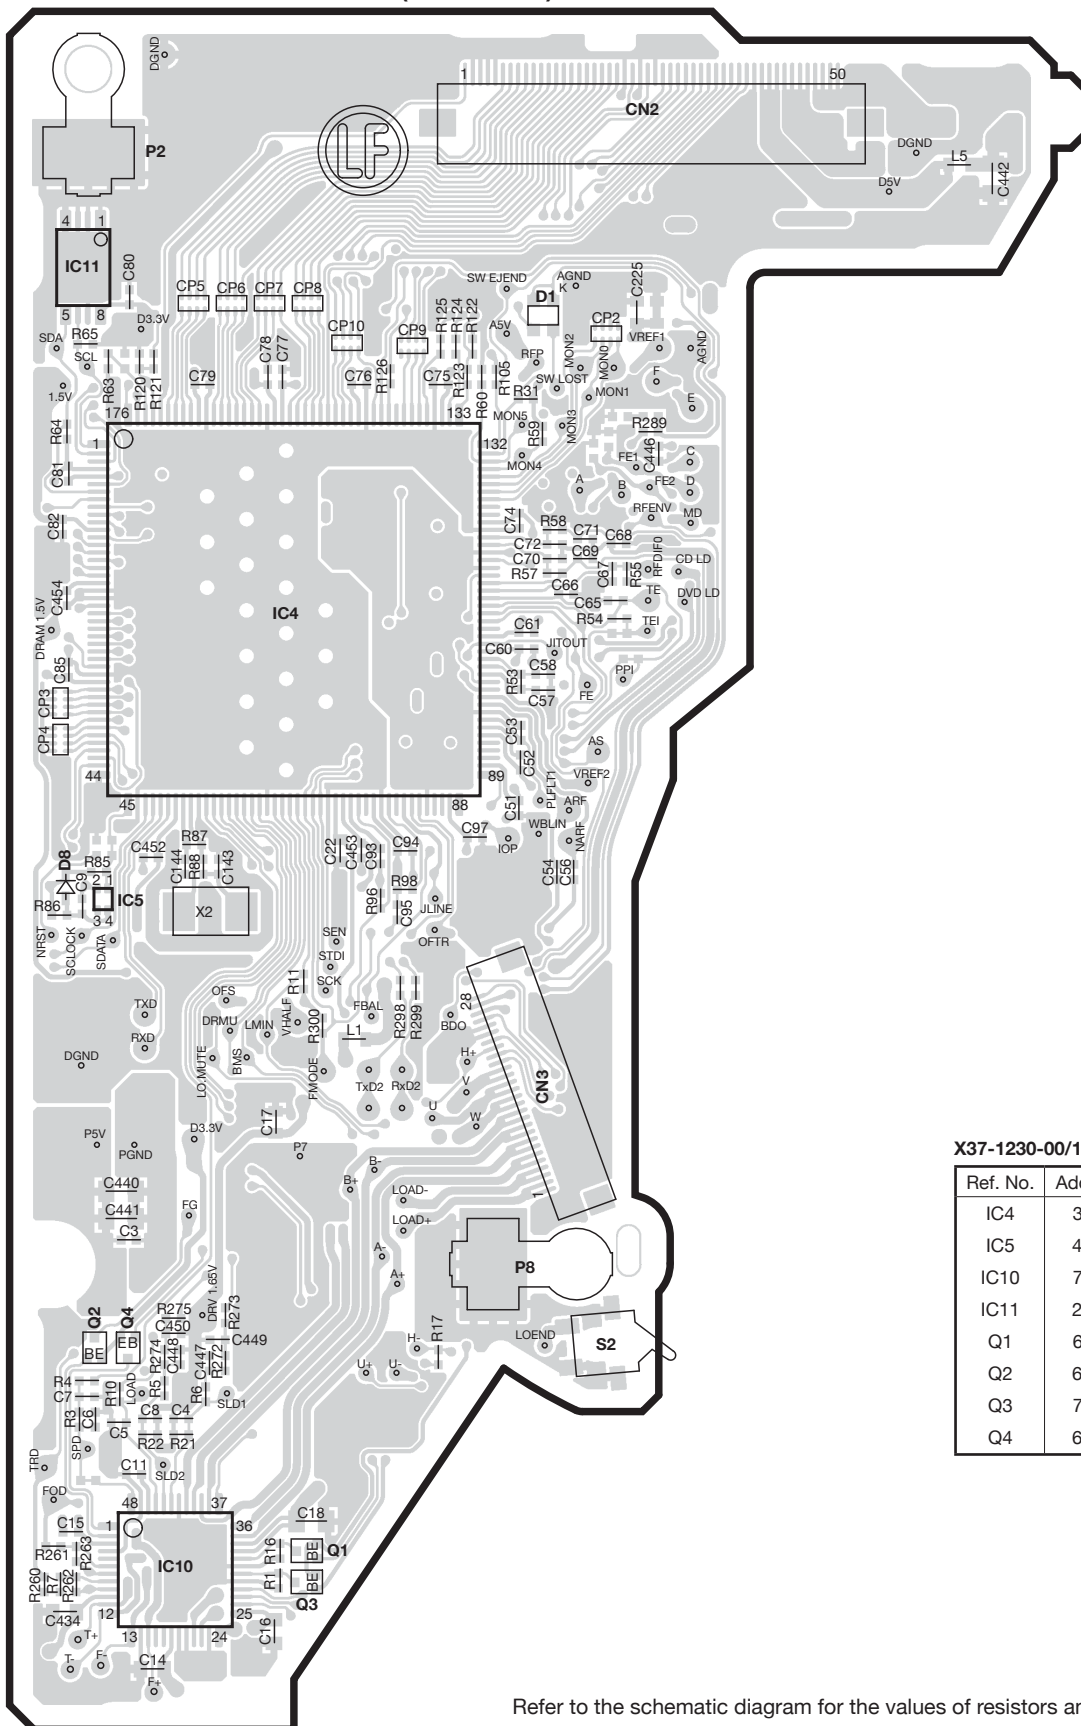 DGND
1 50
CN2
P2
LF
DGND
L5
D5V
C442
4 1
IC11
C80
5 8
CP5 CP6 CP7 CP8
SW EJEND
AGND
K
D1
C225
SDA
R65
D3.3V
SCL
CP10
CP9
R125
R124
R122
A5V
MON2
CP2
MON0
VREF1
AGND
RFP
1.5V
R63
R120
R121
C79
C78
C77
C76
R126
C75
R123
R60
R105
SW LOST
F
MON1
R31
E
176 133
R64
1
132
MON5
R59
MON3
R289
MON4
FE1
C446
C
C81
A
B
FE2
D
C82
C74
R58
C71
C68
RFENV
MD
C72
C69
C70
R57
C67
R55
RFDIF0
CD LD
C454
C66
TE
DVD LD
C65
IC4
DRAM 1.5V
R54
TEI
C61
C60
JITOUT
C85
R53
C58
PPI
CP3
C57
FE
CP4
C53
C52
AS
44 89
VREF2
45 88
PLFLT1
C51
ARF
C97
WBLIN
IOP
NARF
R87
C452
C22
C453
C93
C94
D8
R85
C144
R88
C143
C54
C56
C9
2 1
IC5
R98
R86
X2
R96
C95
JLINE
3 4
NRST
SCLOCK
SDATA
SEN
OFTR
STDI
SCK
R11
28
TXD
OFS
FBAL
R298
R299
BDO
DRMU
LMIN
VHALF
R300
L1
RXD
H+
DGND
LO.MUTE
BMS
FMODE
TxD2
RxD2
V
CN3
U
W
C17
P5V
PGND
D3.3V
P7
B-
B+
LOAD-
1
C440
C441
FG
LOAD+
C3
A-
P8
A+
DRV 1.65V
Q2
Q4
R275
R273
C450
C449
H-
R17
LOEND
S2
BE
EB
R274
C448
C447
R272
U+ U-
R4
C7
R10
LOAD
R5
R6
SLD1
R3
C6
C8
C4
C5
R22
R21
TRD
SPD
C11
SLD2
FOD
48 37
C15
1 36
C18
R261
R263
IC10
R16
BE
Q1
R260
R7
R262
R1
BE
Q3
12 25
C434
T+
13 24
C16
T-
F-
C14
F+
X37-1230-00/1
Ref. No.
IC4 3
IC5 4
IC10 7
IC11 2
Q1 6
Q2 6
Q3 7
Q4 6
Refer to the schematic diagram for the values of resistors